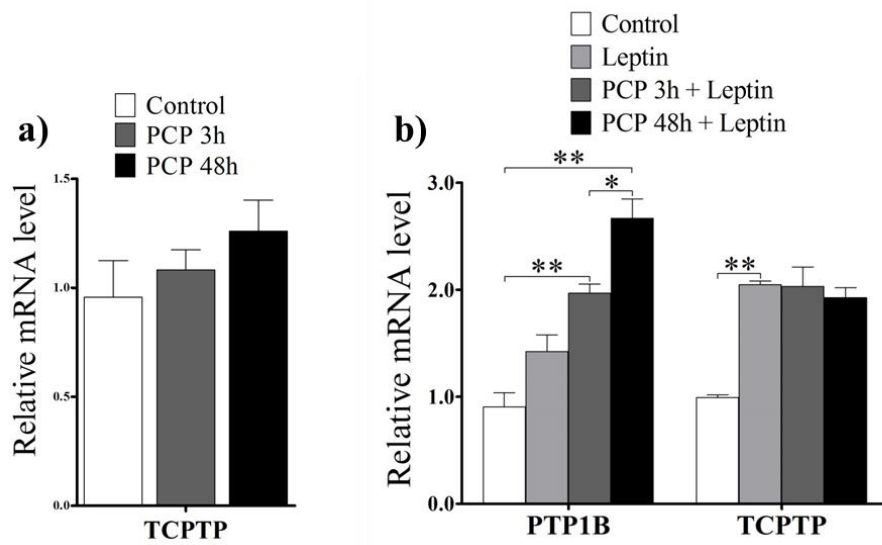 a)
Control
PCP 3h
PCP 48h
Relative mRNA level
1.5
1.0
0.5
0.0
TCPTP
b)
Control
Leptin
PCP 3h + Leptin
PCP 48h + Leptin
Relative mRNA level
3.0
2.0
1.0
0.0
**
*
**
**
PTP1B TCPTP